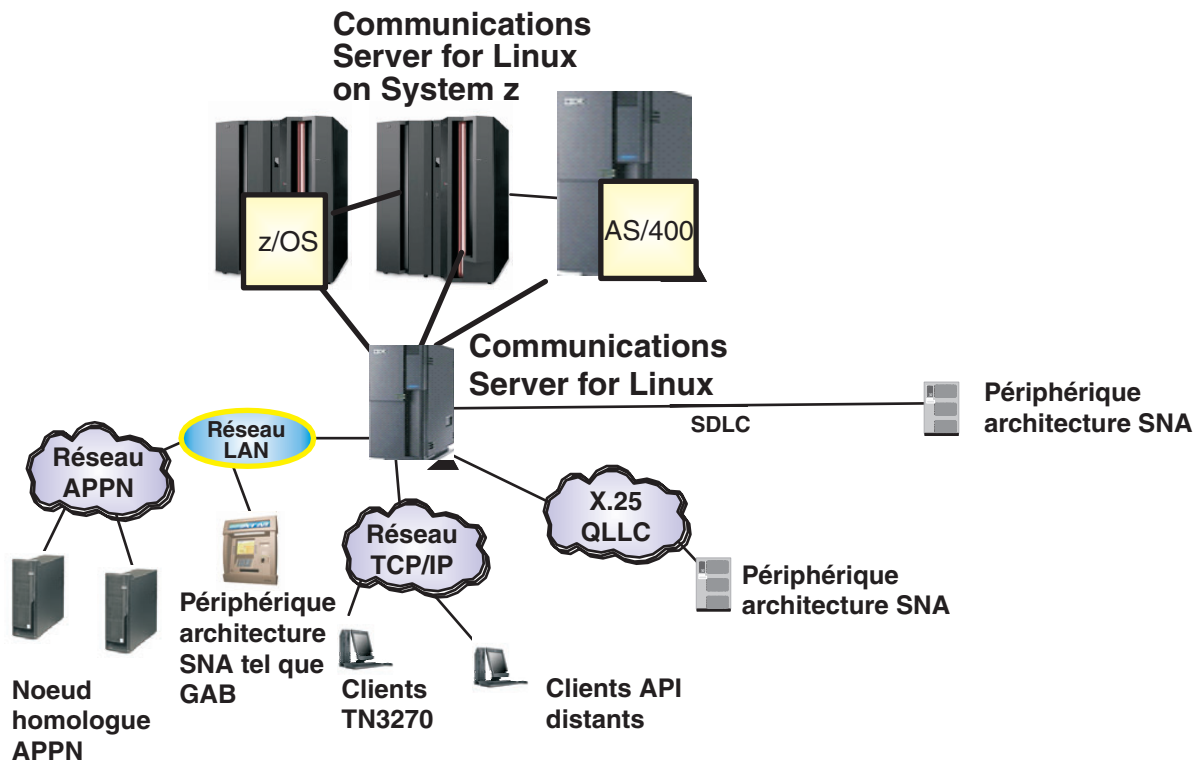 Communications
Server for Linux
on System z
z/OS
AS/400
Communications
Server for Linux
SDLC
Périphérique
architecture SNA
Réseau
LAN
Réseau
APPN
X.25
QLLC
Réseau
TCP/IP
Périphérique
architecture SNA
Périphérique
architecture
SNA tel que
GAB
Noeud
homologue
APPN
Clients
TN3270
Clients API
distants